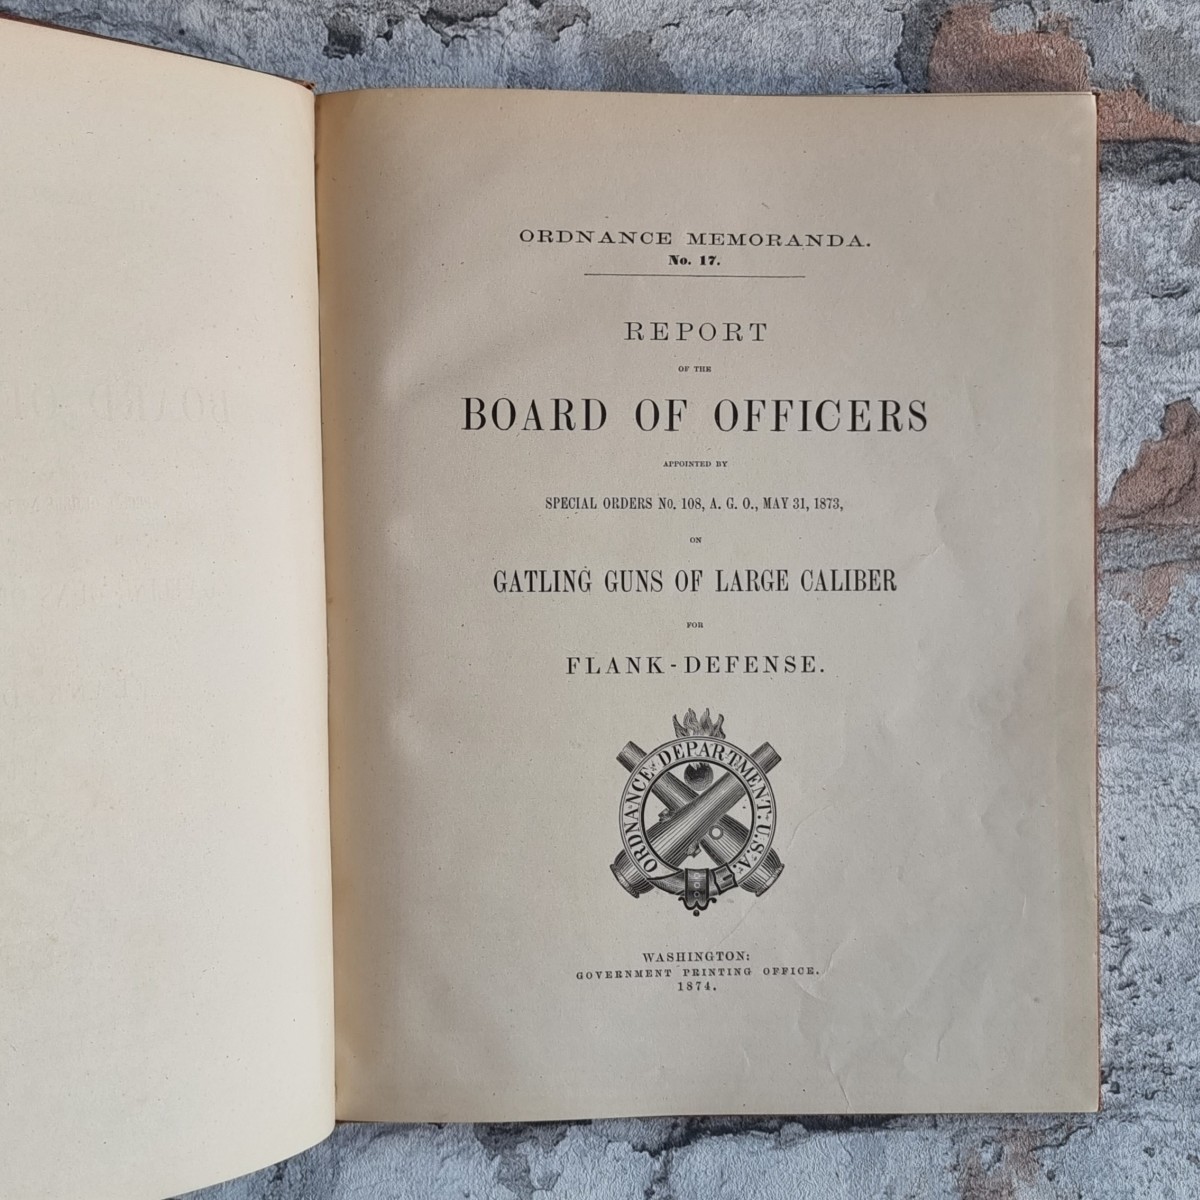 ORDNANCE MEMORANDA.
No. 17.
REPORT
OF THE
BOARD OF OFFICERS
APPOINTED BY
SPECIAL ORDERS No. 108, A. G. O., MAY 31, 1873,
ON
GATLING GUNS OF LARGE CALIBER
FOR
FLANK-DEFENSE.
ORDNANCE DEPARTMENT: U.S.A.
WASHINGTON:
GOVERNMENT PRINTING OFFICE.
1874.